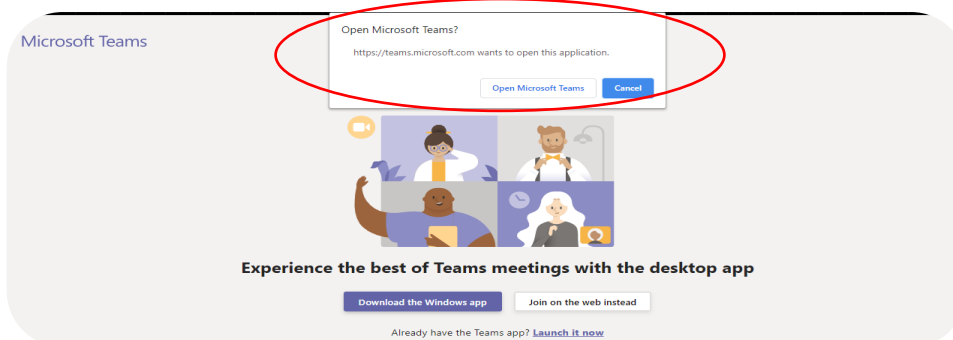 Open Microsoft Teams?
Microsoft Teams
https://teams.microsoft.com wants to open this application.
Open Microsoft Teams
Cancel
Experience the best of Teams meetings with the desktop app
Download the Windows app
Join on the web instead
Already have the Teams app? Launch it now